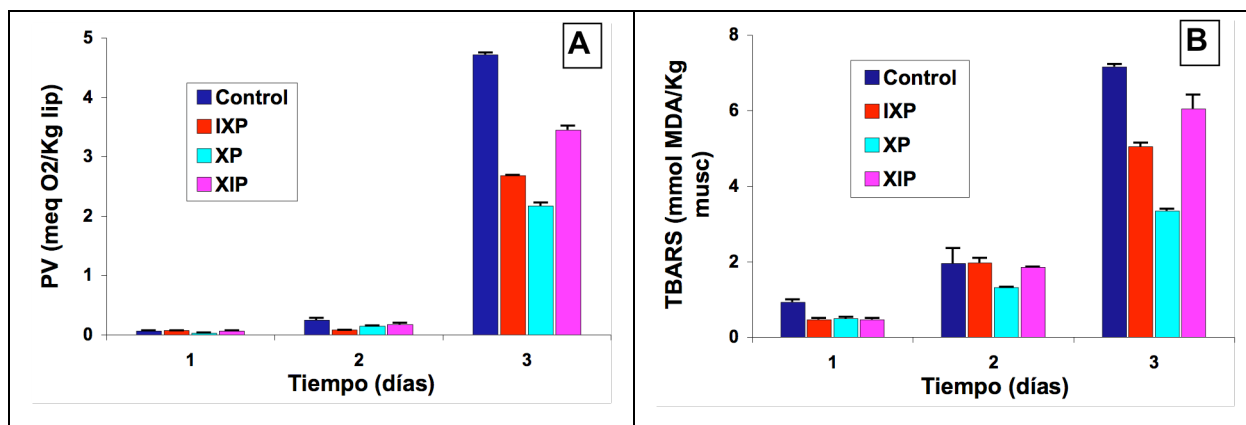 A
PV (meq O2/Kg lip)
5
4
3
2
1
0
Control
IXP
XP
XIP
1 2 3
Tiempo (días)
B
TBARS (mmol MDA/Kg
musc)
8
6
4
2
0
Control
IXP
XP
XIP
1 2 3
Tiempo (días)